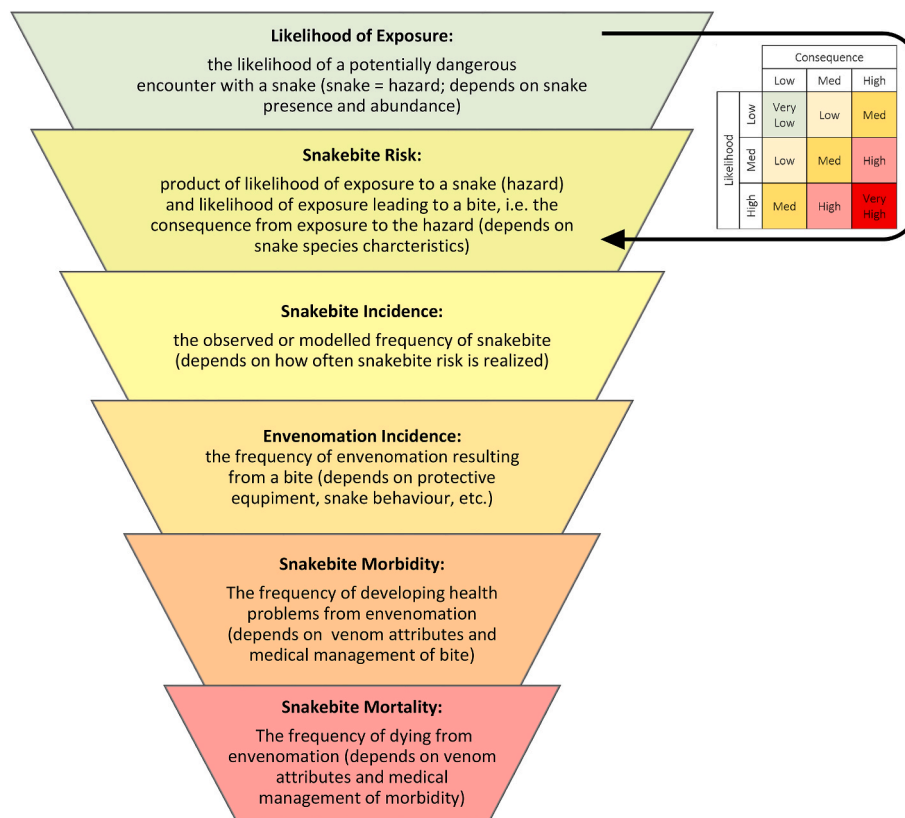 Likelihood of Exposure:
the likelihood of a potentially dangerous
encounter with a snake (snake = hazard; depends on snake
presence and abundance)
Consequence
Low Med High
Likelihood
Low Very Low Low Med
Med Low Med High
High Med High Very High
Snakebite Risk:
product of likelihood of exposure to a snake (hazard)
and likelihood of exposure leading to a bite, i.e. the
consequence from exposure to the hazard (depends on
snake species charcteristics)
Snakebite Incidence:
the observed or modelled frequency of snakebite
(depends on how often snakebite risk is realized)
Envenomation Incidence:
the frequency of envenomation resulting
from a bite (depends on protective
equpiment, snake behaviour, etc.)
Snakebite Morbidity:
The frequency of developing health
problems from envenomation
(depends on venom attributes and
medical management of bite)
Snakebite Mortality:
The frequency of dying from
envenomation (depends on venom
attributes and medical
management of morbidity)